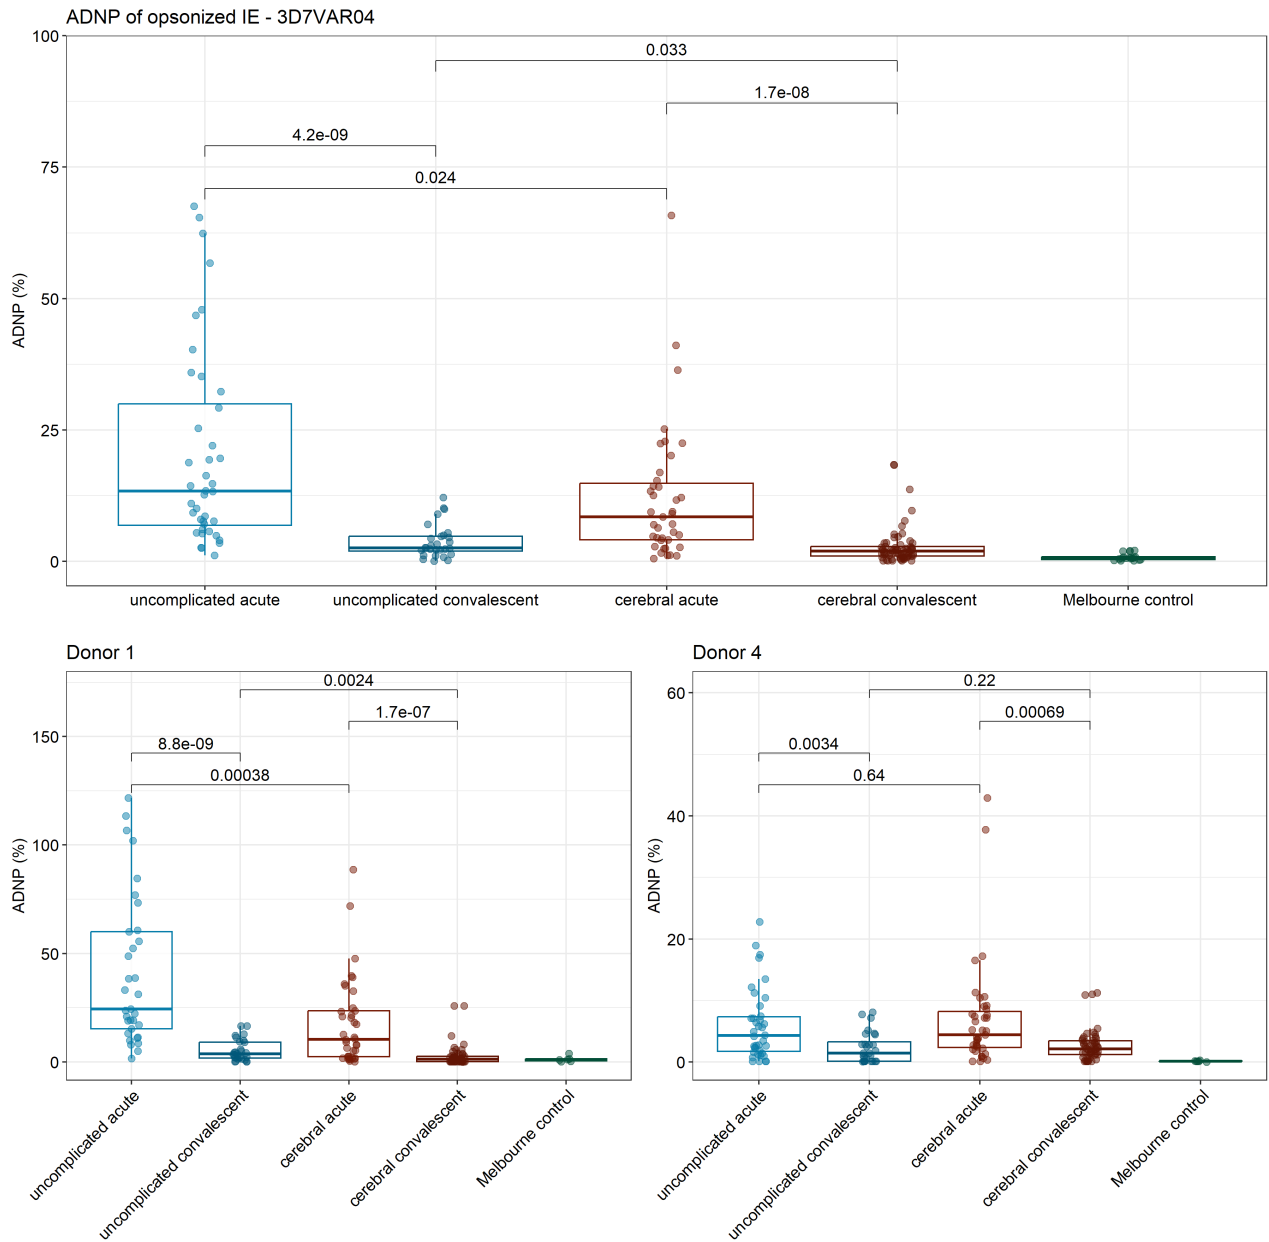 ADNP of opsonized IE - 3D7VAR04
100
75
50
25
0
ADNP (%)
0.033
1.7e-08
4.2e-09
0.024
uncomplicated acute
uncomplicated convalescent
cerebral acute
cerebral convalescent
Melbourne control
Donor 1
150
100
50
0
ADNP (%)
0.0024
1.7e-07
8.8e-09
0.00038
uncomplicated acute
uncomplicated convalescent
cerebral acute
cerebral convalescent
Melbourne control
Donor 4
60
40
20
0
ADNP (%)
0.22
0.00069
0.0034
0.64
uncomplicated acute
uncomplicated convalescent
cerebral acute
cerebral convalescent
Melbourne control